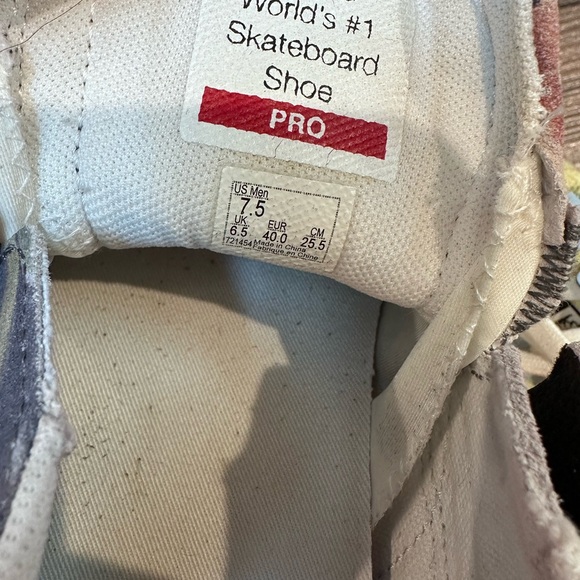 World's #1
Skateboard
Shoe
PRO
US Men
7.5
UK EUR CM
6.5 40.0 25.5
721454 Made in China
Fabriqué en Chine